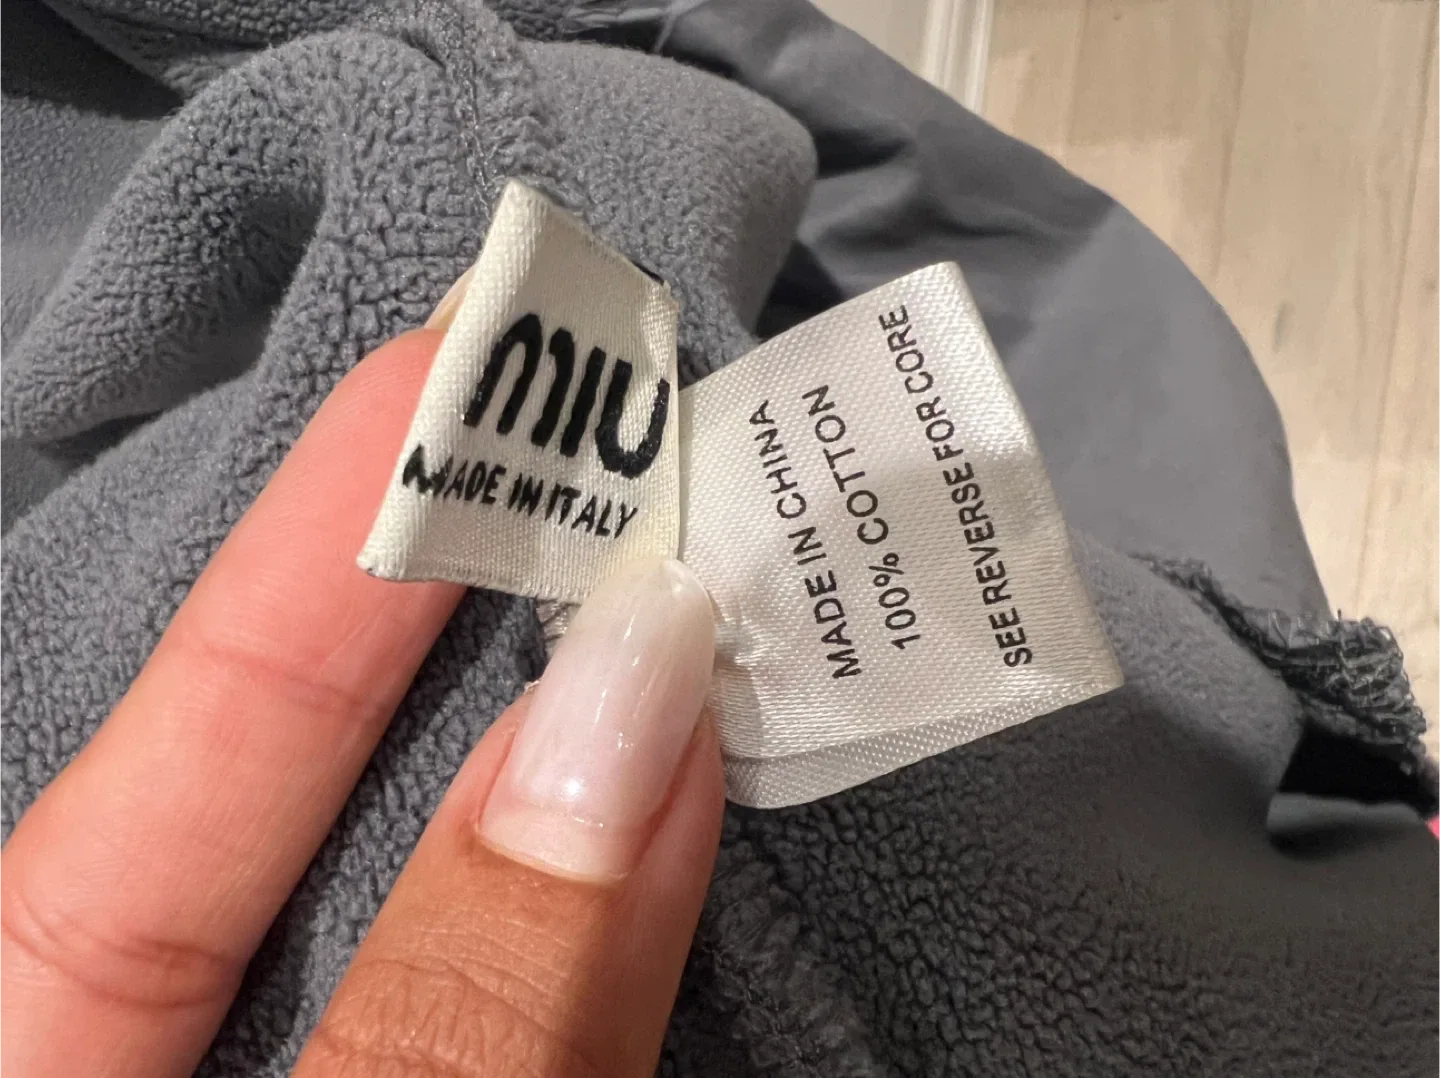 MIU
MADE IN ITALY
MADE IN CHINA
100% COTTON
SEE REVERSE FOR CORE